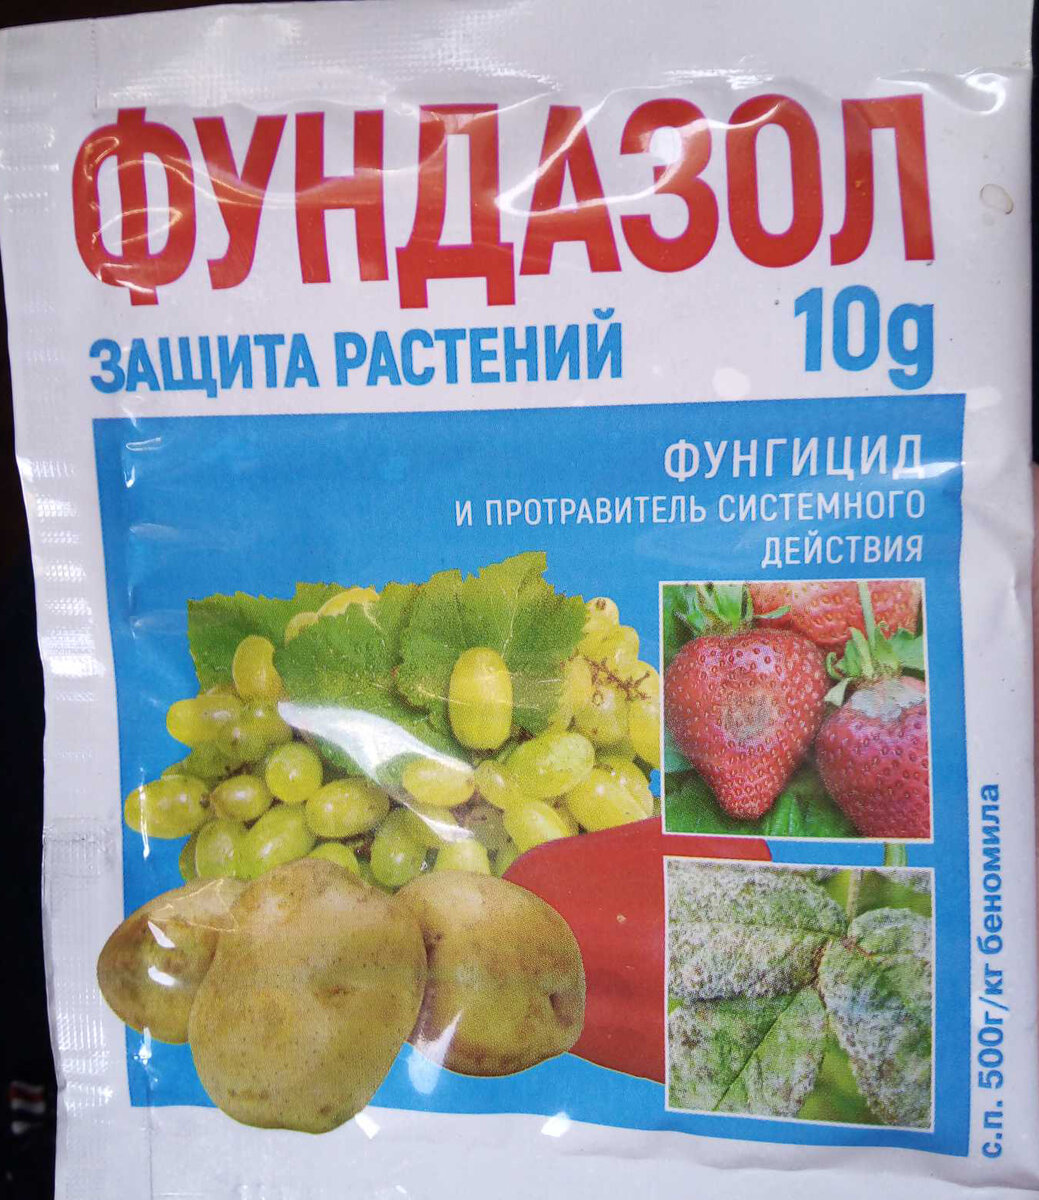 ФУНДАЗОЛ
ЗАЩИТА РАСТЕНИЙ
10g
ФУНГИЦИД
И ПРОТРАВИТЕЛЬ СИСТЕМНОГО
ДЕЙСТВИЯ
с.п. 500г/кг беномила